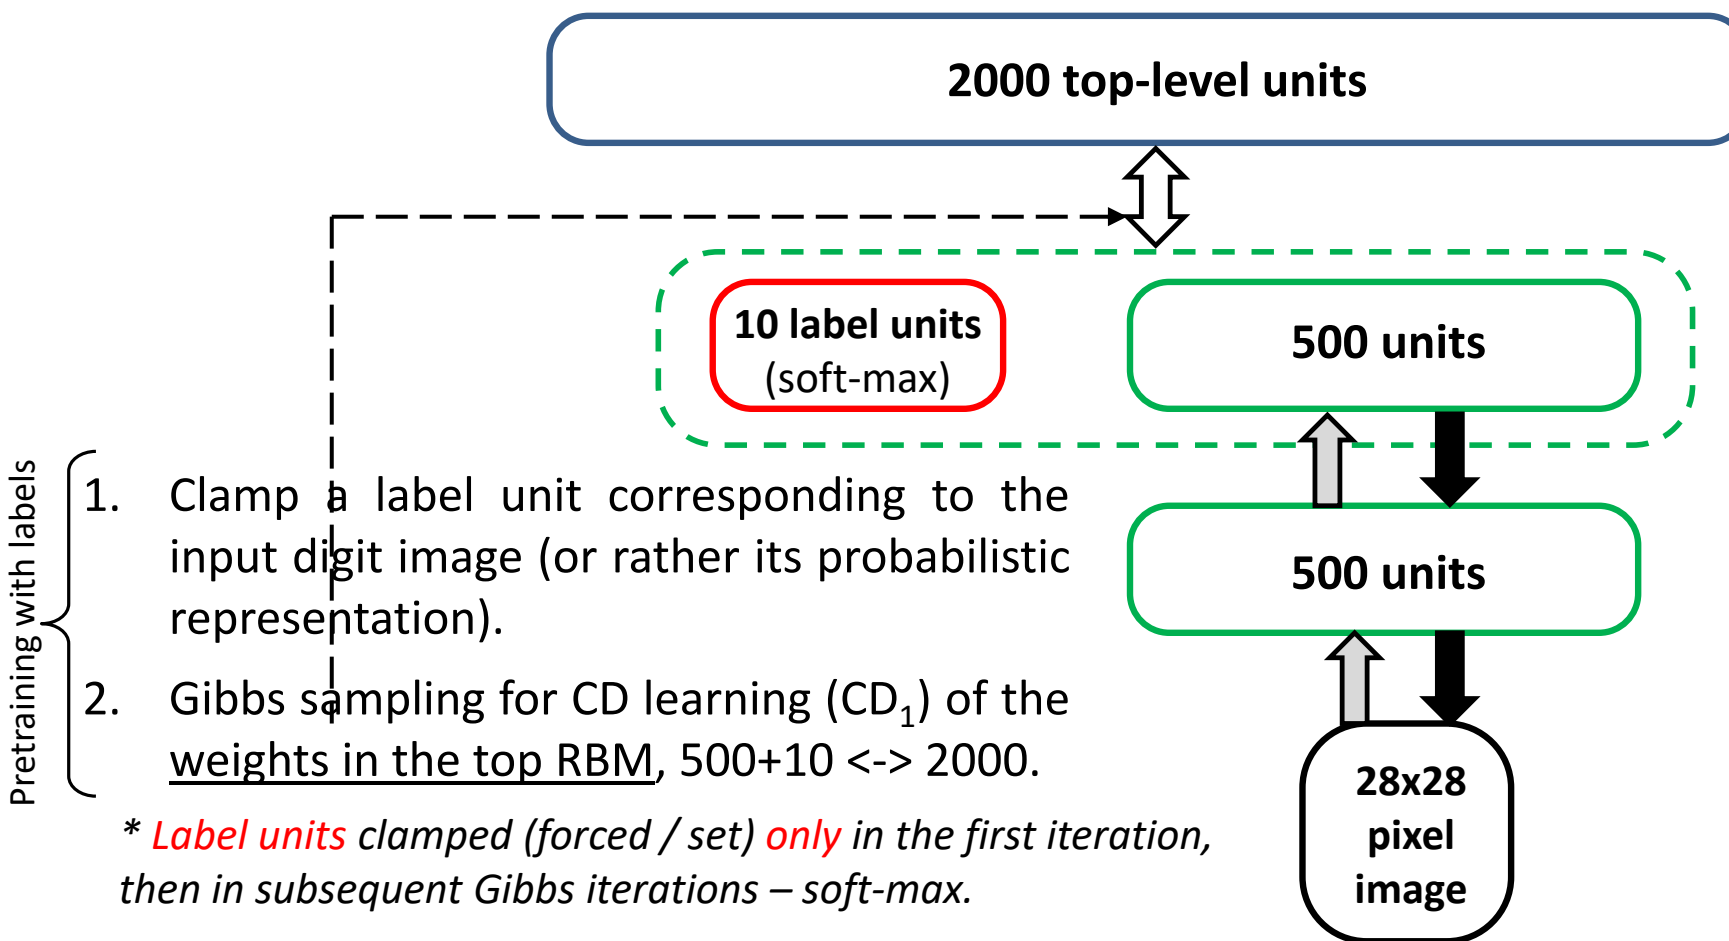 2000 top-level units
10 label units
(soft-max)
500 units
500 units
28x28
pixel
image
Pretraining with labels
1. Clamp a label unit corresponding to the
input digit image (or rather its probabilistic
representation).
2. Gibbs sampling for CD learning (CD₁) of the
weights in the top RBM, 500+10 <-> 2000.
* Label units clamped (forced / set) only in the first iteration,
then in subsequent Gibbs iterations – soft-max.